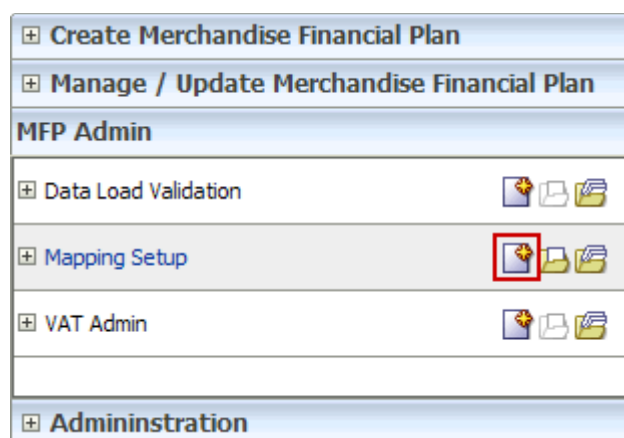 Create Merchandise Financial Plan
Manage / Update Merchandise Financial Plan
MFP Admin
Data Load Validation
Mapping Setup
VAT Admin
Admininstration